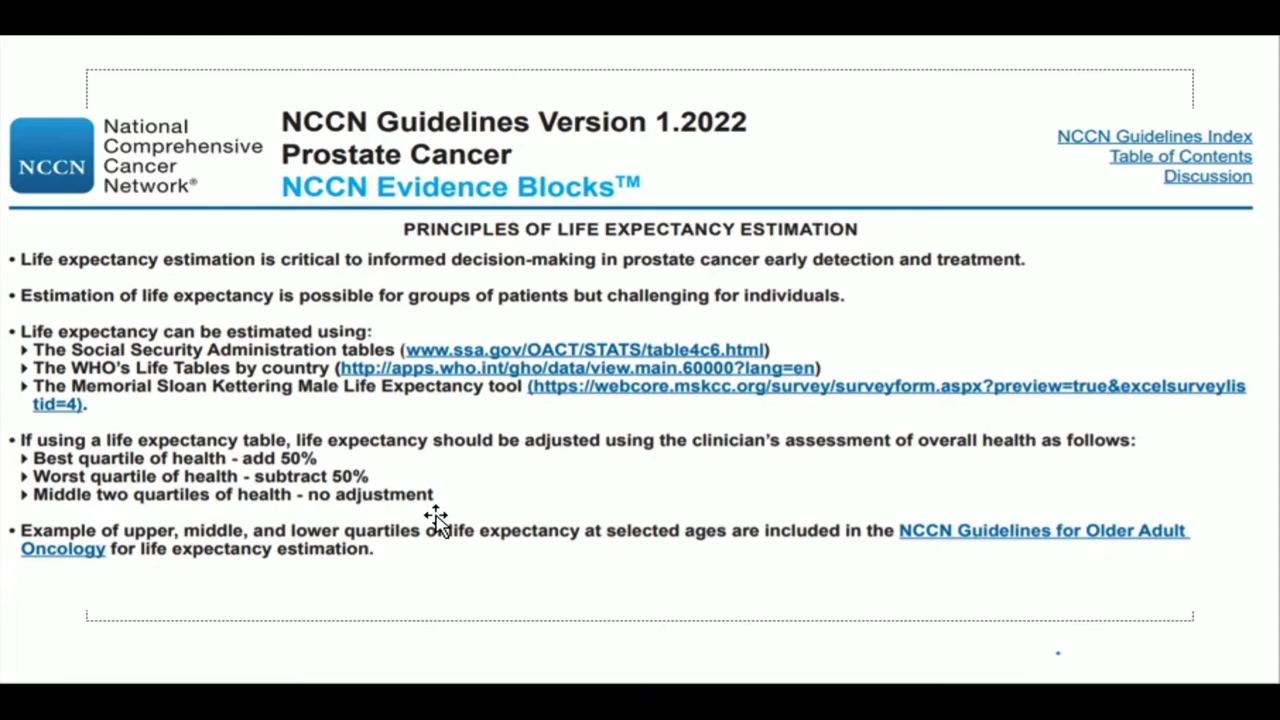 NCCN
National
Comprehensive
Cancer
Network®
NCCN Guidelines Version 1.2022
Prostate Cancer
NCCN Evidence Blocks™
NCCN Guidelines Index
Table of Contents
Discussion
PRINCIPLES OF LIFE EXPECTANCY ESTIMATION
• Life expectancy estimation is critical to informed decision-making in prostate cancer early detection and treatment.
• Estimation of life expectancy is possible for groups of patients but challenging for individuals.
• Life expectancy can be estimated using:
‣ The Social Security Administration tables (www.ssa.gov/OACT/STATS/table4c6.html)
‣ The WHO's Life Tables by country (http://apps.who.int/gho/data/view.main.60000?lang=en)
‣ The Memorial Sloan Kettering Male Life Expectancy tool (https://webcore.mskcc.org/survey/surveyform.aspx?preview=true&excelsurveylis
tid=4).
• If using a life expectancy table, life expectancy should be adjusted using the clinician's assessment of overall health as follows:
‣ Best quartile of health - add 50%
‣ Worst quartile of health - subtract 50%
‣ Middle two quartiles of health - no adjustment
• Example of upper, middle, and lower quartiles of life expectancy at selected ages are included in the NCCN Guidelines for Older Adult
Oncology for life expectancy estimation.